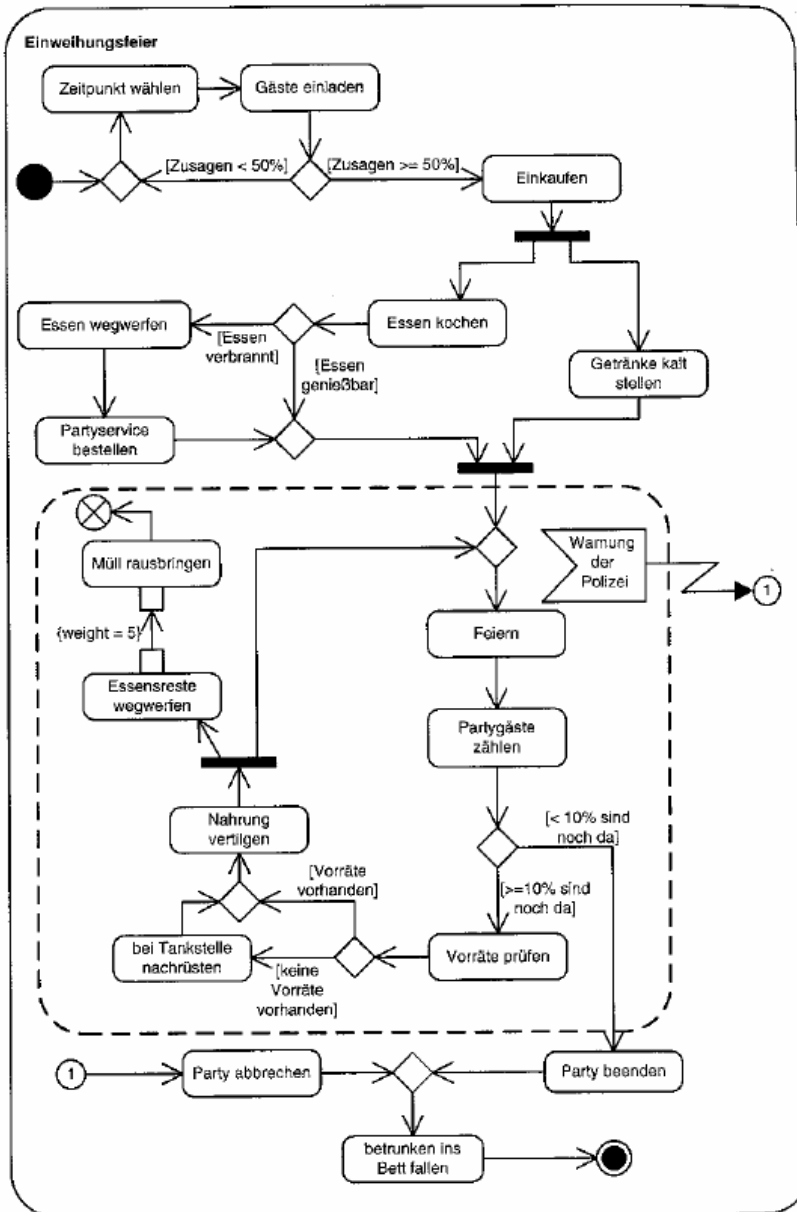 Einweihungsfeier
Zeitpunkt wählen
Gäste einladen
[Zusagen < 50%]
[Zusagen >= 50%]
Einkaufen
Essen wegwerfen
Essen kochen
[Essen
verbrannt]
[Essen
genießbar]
Getränke kalt
stellen
Partyservice
bestellen
Müll rausbringen
Warnung
der
Polizei
1
{weight = 5}
Feiern
Essensreste
wegwerfen
Partygäste
zählen
Nahrung
vertilgen
[< 10% sind
noch da]
[Vorräte
vorhanden]
[>=10% sind
noch da]
bei Tankstelle
nachrüsten
[keine
Vorräte
vorhanden]
Vorräte prüfen
1
Party abbrechen
Party beenden
betrunken ins
Bett fallen